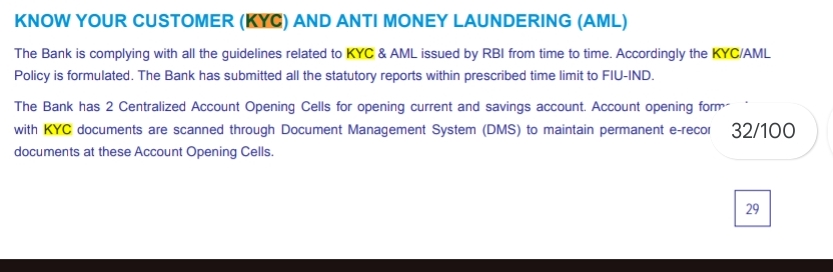 KNOW YOUR CUSTOMER (KYC) AND ANTI MONEY LAUNDERING (AML)
The Bank is complying with all the guidelines related to KYC & AML issued by RBI from time to time. Accordingly the KYC/AML
Policy is formulated. The Bank has submitted all the statutory reports within prescribed time limit to FIU-IND.
The Bank has 2 Centralized Account Opening Cells for opening current and savings account. Account opening
with KYC documents are scanned through Document Management System (DMS) to maintain permanent
documents at these Account Opening Cells.
32/100
29